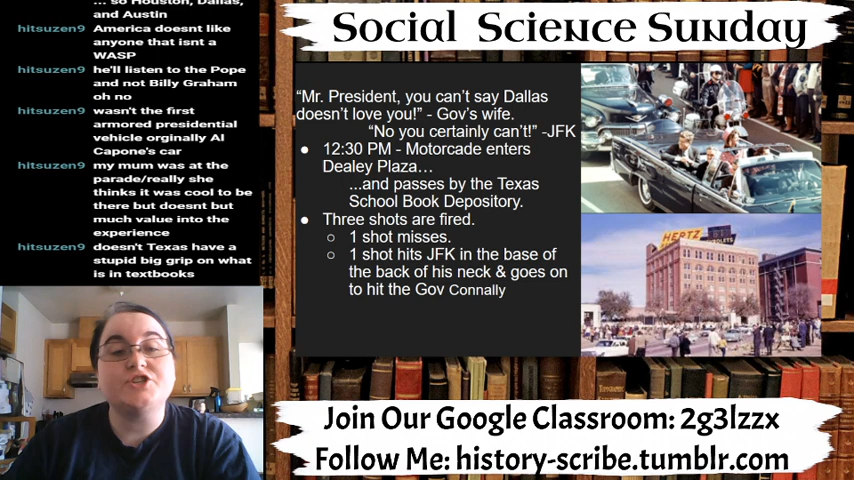 ... so Houston, Dallas,
and Austin
hitsuzen9 America doesnt like
anyone that isnt a
WASP
hitsuzen9 he'll listen to the Pope
and not Billy Graham
oh no
hitsuzen9 wasn't the first
armored presidential
vehicle orginally Al
Capone's car
hitsuzen9 my mum was at the
parade/really she
thinks it was cool to be
there but doesnt but
much value into the
experience
hitsuzen9 doesn't Texas have a
stupid big grip on what
is in textbooks
Social Science Sunday
“Mr. President, you can’t say Dallas
doesn’t love you!” - Gov’s wife.
“No you certainly can’t!” -JFK
● 12:30 PM - Motorcade enters
Dealey Plaza…
...and passes by the Texas
School Book Depository.
● Three shots are fired.
○ 1 shot misses.
○ 1 shot hits JFK in the base of
the back of his neck & goes on
to hit the Gov Connally
HERTZ
Join Our Google Classroom: 2g3lzzx
Follow Me: history-scribe.tumblr.com